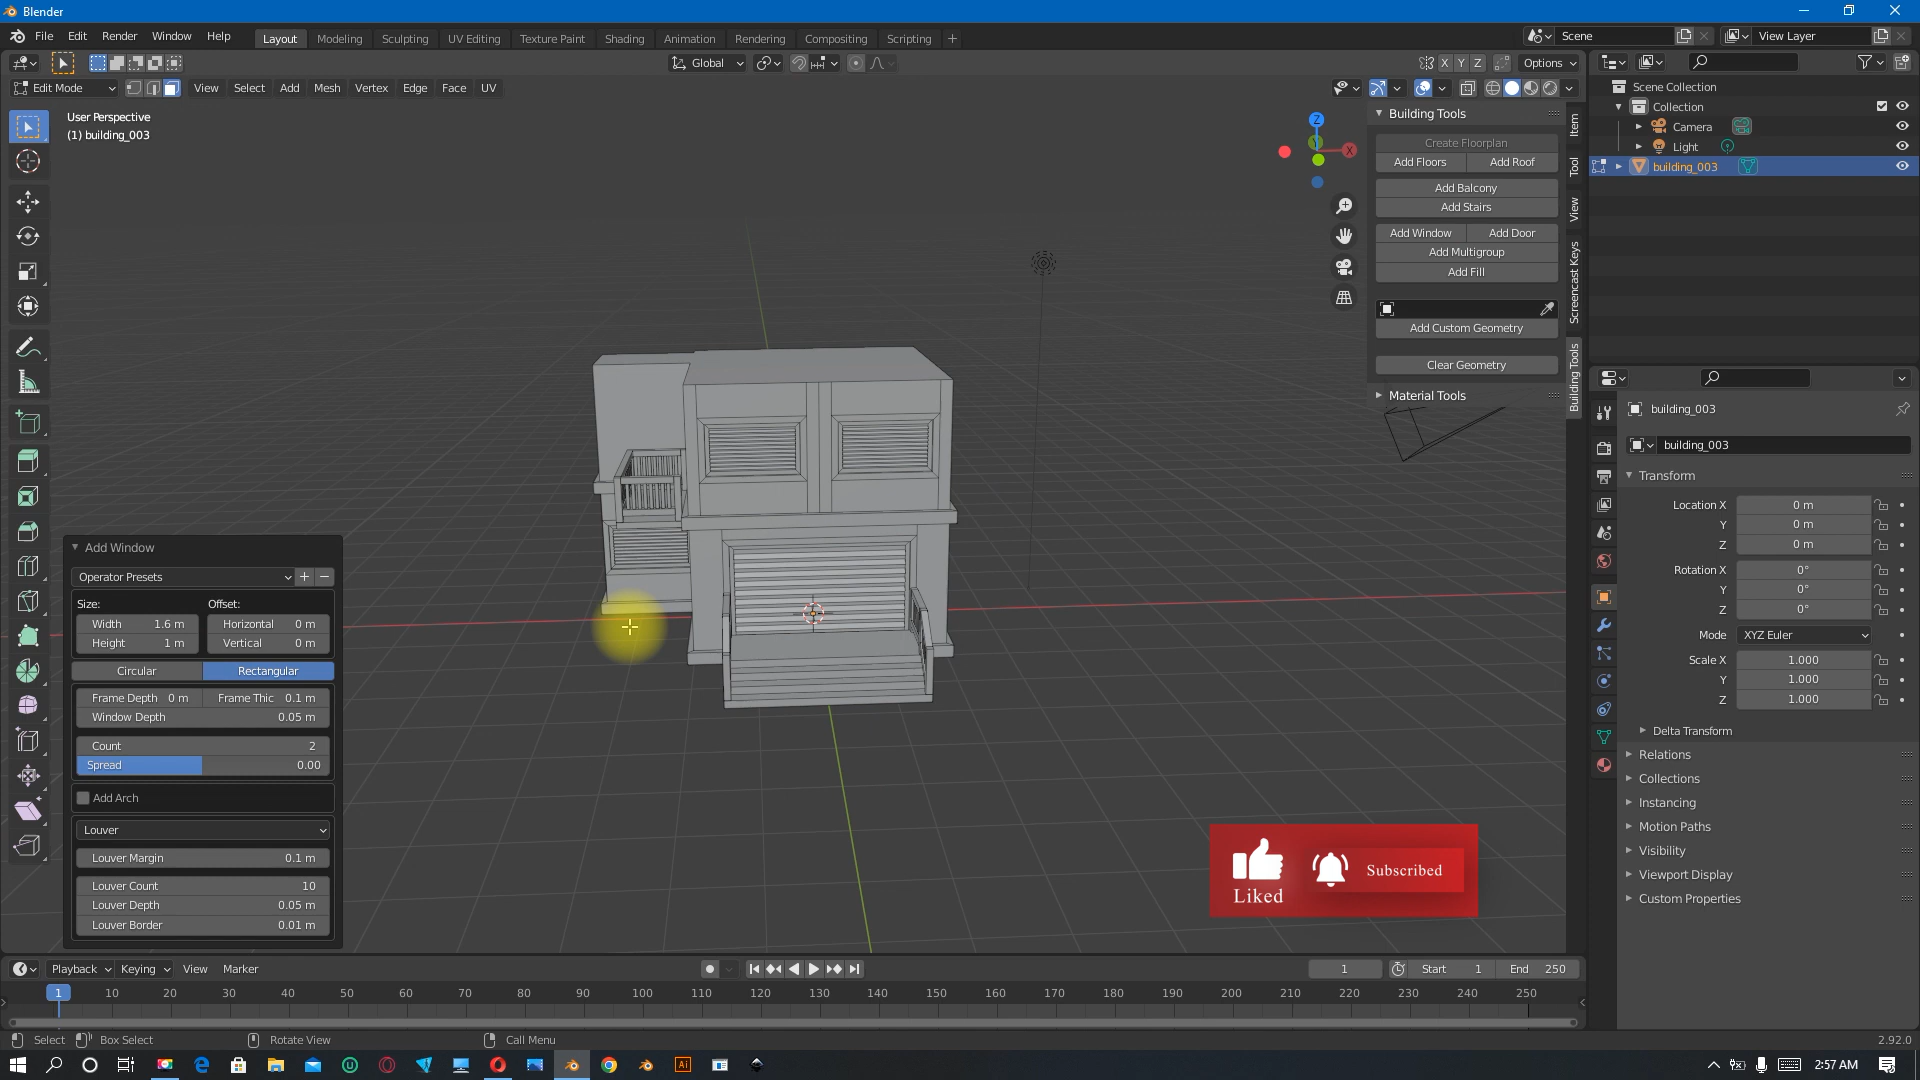 Blender
File Edit Render Window Help Layout Modeling Sculpting UV Editing Texture Paint Shading Animation Rendering Compositing Scripting + Scene View Layer
Global X Y Z Options
Edit Mode View Select Add Mesh Vertex Edge Face UV
User Perspective
(1) building_003
Z
X
Building Tools
Create Floorplan
Add Floors Add Roof
Add Balcony
Add Stairs
Add Window Add Door
Add Multigroup
Add Fill
Add Custom Geometry
Clear Geometry
Material Tools
Item
Tool
View
Screencast Keys
Building Tools
Scene Collection
Collection
Camera
Light
building_003
building_003
building_003
Transform
Location X 0 m
Y 0 m
Z 0 m
Rotation X 0°
Y 0°
Z 0°
Mode XYZ Euler
Scale X 1.000
Y 1.000
Z 1.000
Delta Transform
Relations
Collections
Instancing
Motion Paths
Visibility
Viewport Display
Custom Properties
Add Window
Operator Presets + −
Size: Offset:
Width 1.6 m Horizontal 0 m
Height 1 m Vertical 0 m
Circular Rectangular
Frame Depth 0 m Frame Thic 0.1 m
Window Depth 0.05 m
Count 2
Spread 0.00
Add Arch
Louver
Louver Margin 0.1 m
Louver Count 10
Louver Depth 0.05 m
Louver Border 0.01 m
Liked Subscribed
Playback Keying View Marker 1 Start 1 End 250
1 10 20 30 40 50 60 70 80 90 100 110 120 130 140 150 160 170 180 190 200 210 220 230 240 250
Select Box Select Rotate View Call Menu 2.92.0
Ai 2:57 AM